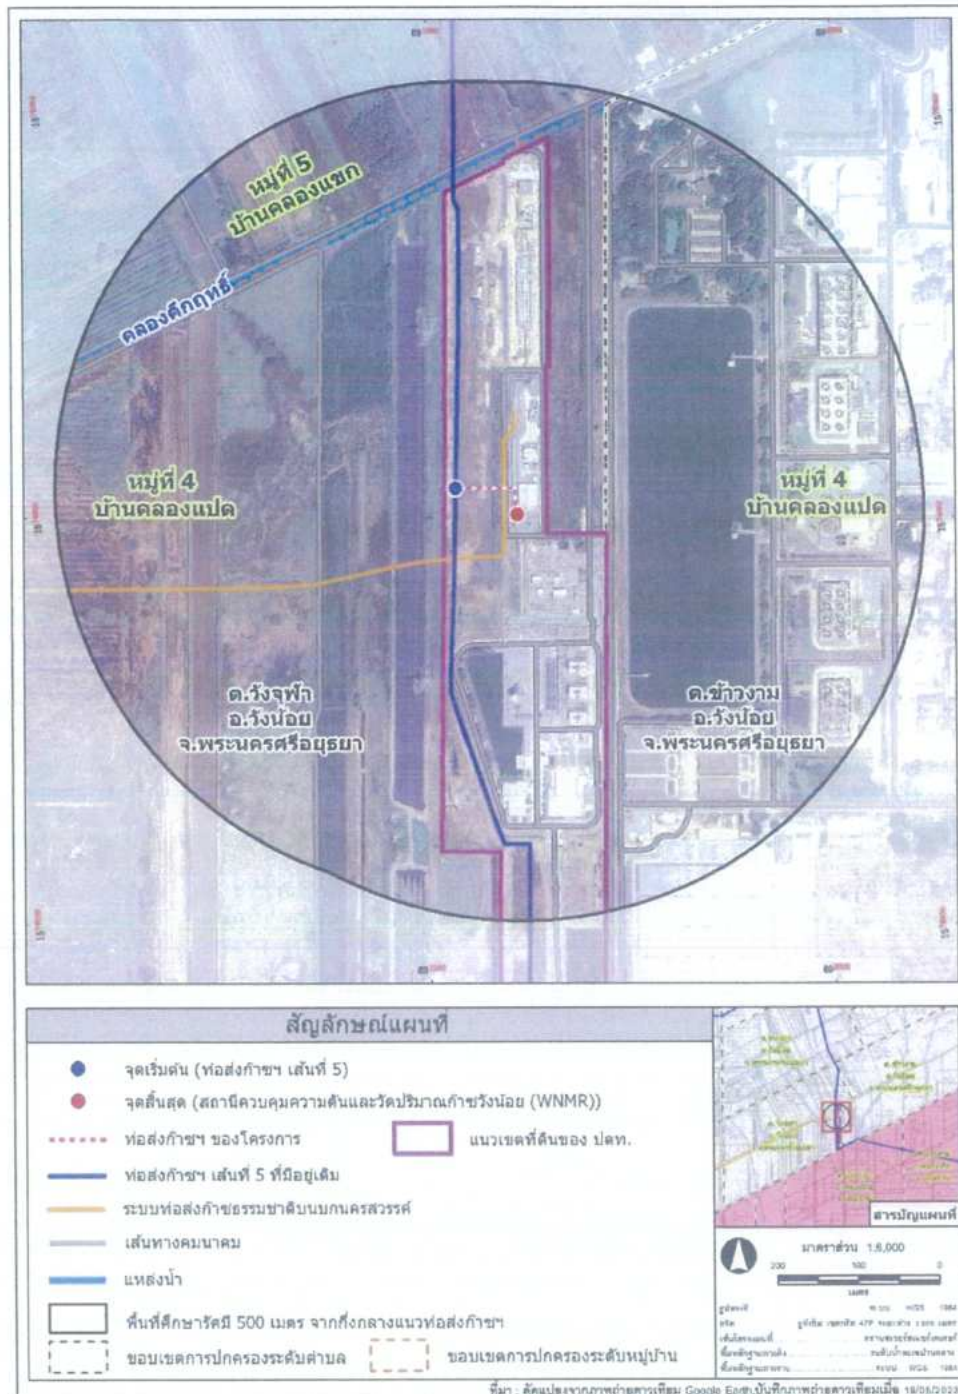 หมู่ที่ 5
บ้านคลองแขก
คลองดึกฤทธิ์
หมู่ที่ 4
บ้านคลองแปด
หมู่ที่ 4
บ้านคลองแปด
ต.วังจุฬา
อ.วังน้อย
จ.พระนครศรีอยุธยา
ต.ข้าวงาม
อ.วังน้อย
จ.พระนครศรีอยุธยา
สัญลักษณ์แผนที่
จุดเริ่มต้น (ท่อส่งก๊าซฯ เส้นที่ 5)
จุดสิ้นสุด (สถานีควบคุมความดันและวัดปริมาณก๊าซวังน้อย (WNMR))
ท่อส่งก๊าซฯ ของโครงการ
แนวเขตที่ดินของ ปตท.
ท่อส่งก๊าซฯ เส้นที่ 5 ที่มีอยู่เดิม
ระบบท่อส่งก๊าซธรรมชาติบนบกนครสวรรค์
เส้นทางคมนาคม
แหล่งน้ำ
พื้นที่ศึกษารัศมี 500 เมตร จากกึ่งกลางแนวท่อส่งก๊าซฯ
ขอบเขตการปกครองระดับตำบล
ขอบเขตการปกครองระดับหมู่บ้าน
สารบัญแผนที่
มาตราส่วน 1:6,000
200 100 0
เมตร
ที่มา : ดัดแปลงจากภาพถ่ายดาวเทียม Google Earth, บันทึกภาพถ่ายดาวเทียมเมื่อ